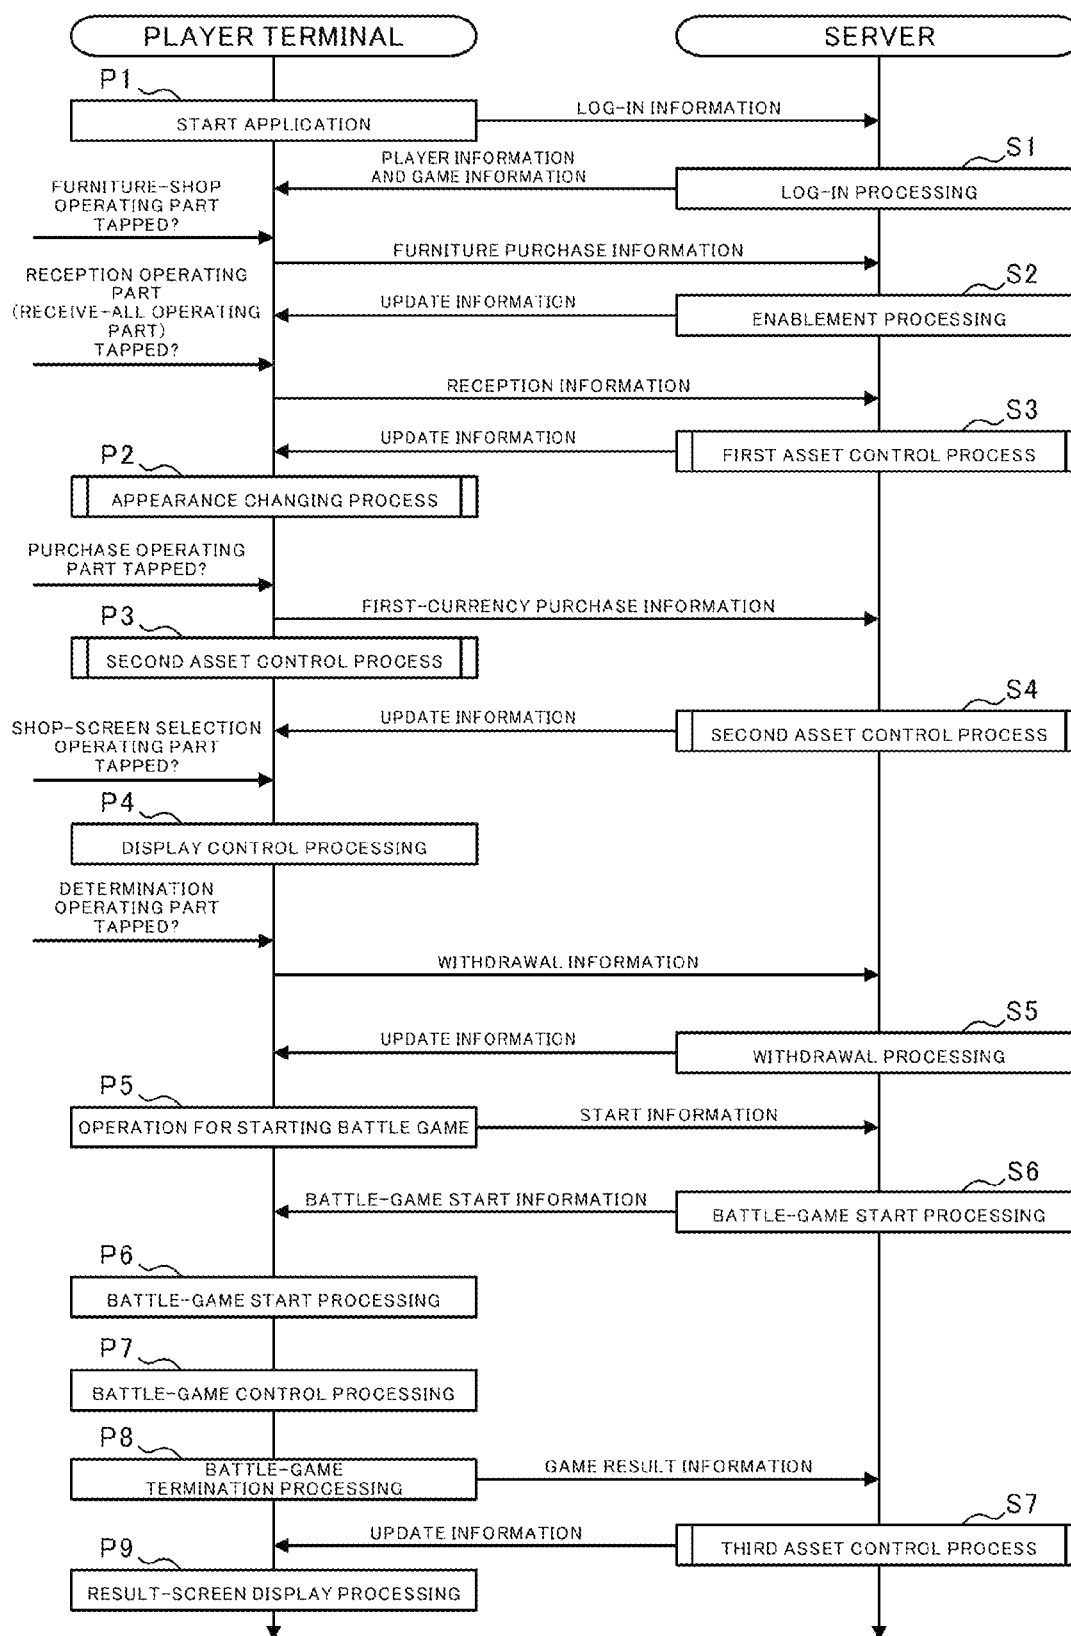 PLAYER TERMINAL
SERVER
P1
START APPLICATION
LOG-IN INFORMATION
S1
PLAYER INFORMATION
AND GAME INFORMATION
LOG-IN PROCESSING
FURNITURE-SHOP
OPERATING PART
TAPPED?
FURNITURE PURCHASE INFORMATION
S2
RECEPTION OPERATING
PART
(RECEIVE-ALL OPERATING
PART)
TAPPED?
UPDATE INFORMATION
ENABLEMENT PROCESSING
RECEPTION INFORMATION
S3
UPDATE INFORMATION
FIRST ASSET CONTROL PROCESS
P2
APPEARANCE CHANGING PROCESS
PURCHASE OPERATING
PART TAPPED?
FIRST-CURRENCY PURCHASE INFORMATION
P3
SECOND ASSET CONTROL PROCESS
S4
UPDATE INFORMATION
SECOND ASSET CONTROL PROCESS
SHOP-SCREEN SELECTION
OPERATING PART
TAPPED?
P4
DISPLAY CONTROL PROCESSING
DETERMINATION
OPERATING PART
TAPPED?
WITHDRAWAL INFORMATION
S5
UPDATE INFORMATION
WITHDRAWAL PROCESSING
P5
OPERATION FOR STARTING BATTLE GAME
START INFORMATION
S6
BATTLE-GAME START INFORMATION
BATTLE-GAME START PROCESSING
P6
BATTLE-GAME START PROCESSING
P7
BATTLE-GAME CONTROL PROCESSING
P8
BATTLE-GAME
TERMINATION PROCESSING
GAME RESULT INFORMATION
S7
UPDATE INFORMATION
THIRD ASSET CONTROL PROCESS
P9
RESULT-SCREEN DISPLAY PROCESSING